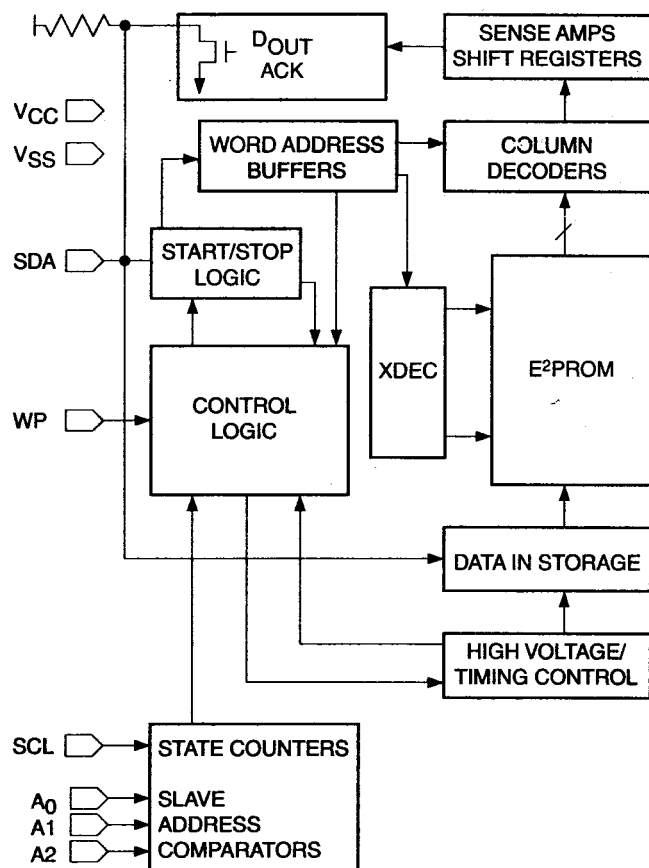 DOUT
ACK
SENSE AMPS
SHIFT REGISTERS
VCC
VSS
WORD ADDRESS
BUFFERS
COLUMN
DECODERS
SDA
START/STOP
LOGIC
XDEC
E²PROM
WP
CONTROL
LOGIC
DATA IN STORAGE
HIGH VOLTAGE/
TIMING CONTROL
SCL
STATE COUNTERS
A0
SLAVE
A1
ADDRESS
A2
COMPARATORS